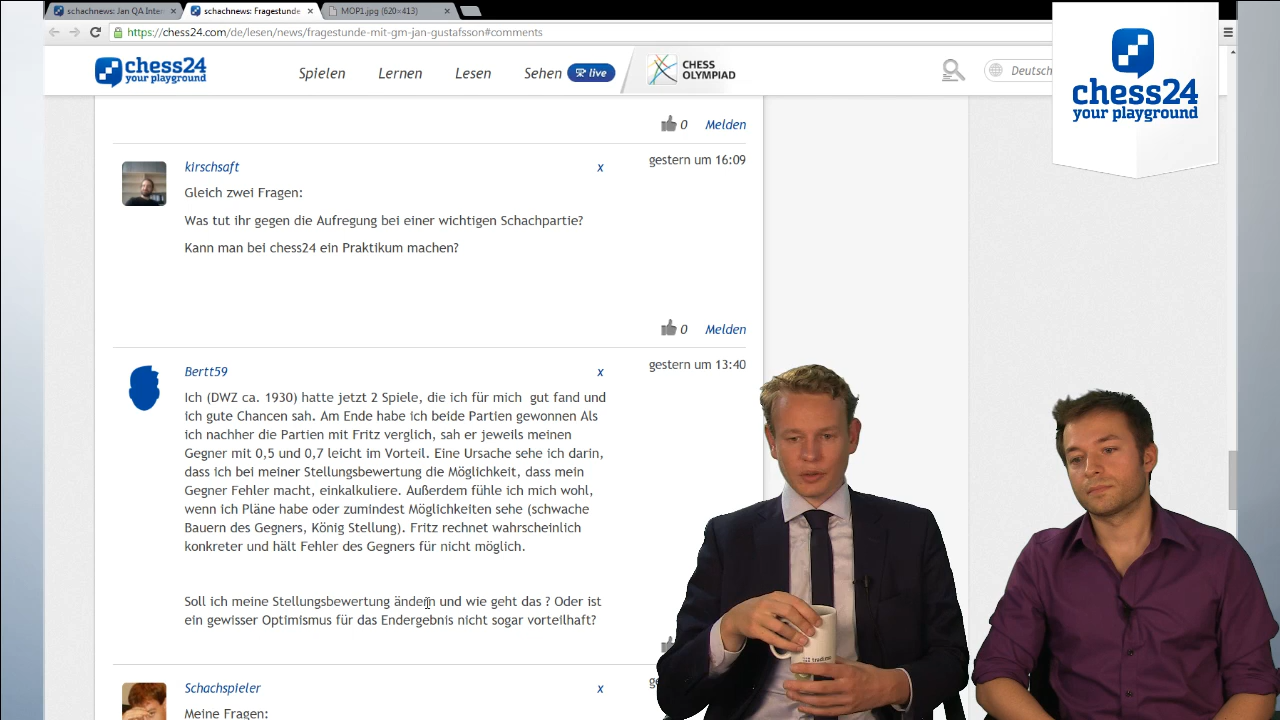 schachnews: Jan QA Inter
schachnews: Fragestunde
MOP1.jpg (620×413)
https://chess24.com/de/lesen/news/fragestunde-mit-gm-jan-gustafsson#comments
chess24
your playground
Spielen
Lernen
Lesen
Sehen
live
CHESS
OLYMPIAD
Deutsch
chess24
your playground
0 Melden
kirschsaft
x
gestern um 16:09
Gleich zwei Fragen:
Was tut ihr gegen die Aufregung bei einer wichtigen Schachpartie?
Kann man bei chess24 ein Praktikum machen?
0 Melden
Bertt59
x
gestern um 13:40
Ich (DWZ ca. 1930) hatte jetzt 2 Spiele, die ich für mich gut fand und
ich gute Chancen sah. Am Ende habe ich beide Partien gewonnen Als
ich nachher die Partien mit Fritz verglich, sah er jeweils meinen
Gegner mit 0,5 und 0,7 leicht im Vorteil. Eine Ursache sehe ich darin,
dass ich bei meiner Stellungsbewertung die Möglichkeit, dass mein
Gegner Fehler macht, einkalkuliere. Außerdem fühle ich mich wohl,
wenn ich Pläne habe oder zumindest Möglichkeiten sehe (schwache
Bauern des Gegners, König Stellung). Fritz rechnet wahrscheinlich
konkreter und hält Fehler des Gegners für nicht möglich.
Soll ich meine Stellungsbewertung ändern und wie geht das ? Oder ist
ein gewisser Optimismus für das Endergebnis nicht sogar vorteilhaft?
Schachspieler
x
ge
Meine Fragen: